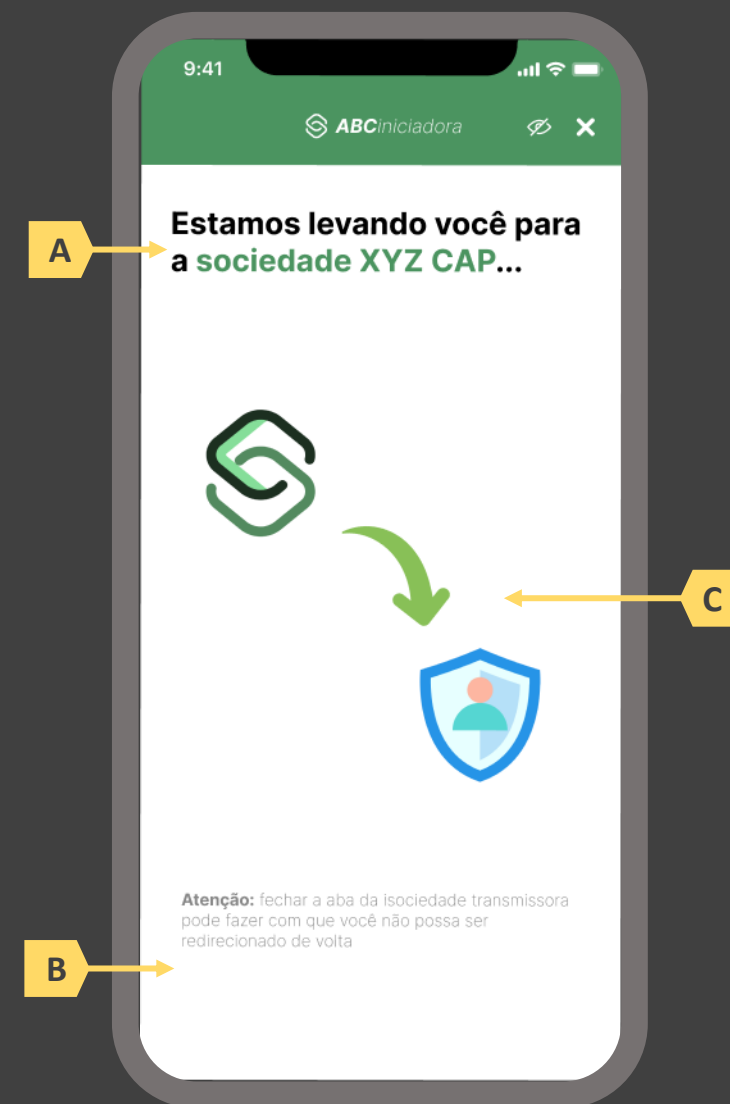 9:41
ABCiniciadora
Estamos levando você para
a sociedade XYZ CAP...
A
C
Atenção: fechar a aba da isociedade transmissora
pode fazer com que você não possa ser
redirecionado de volta
B